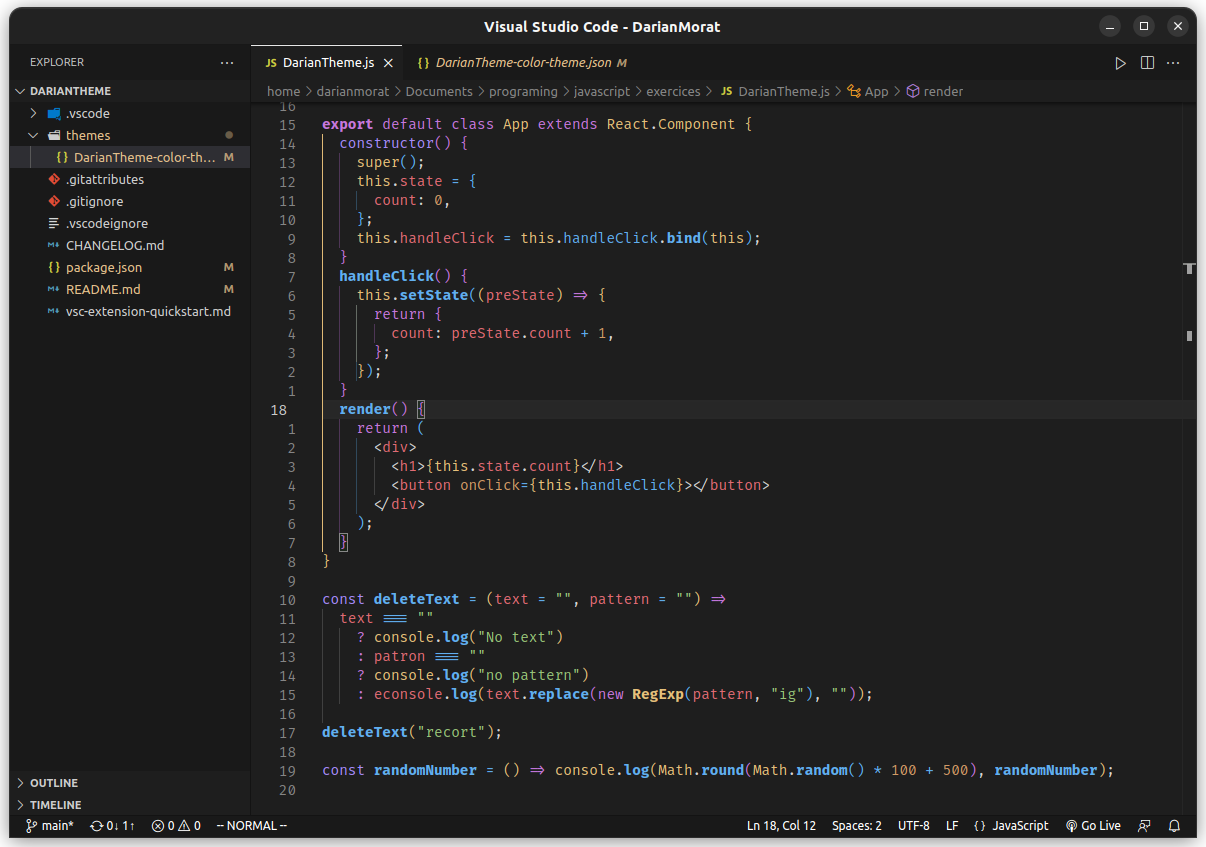 Visual Studio Code - DarianMorat
EXPLORER ···
DARIANTHEME
.vscode
themes
{} DarianTheme-color-th... M
.gitattributes
.gitignore
.vscodeignore
CHANGELOG.md
{} package.json M
README.md M
vsc-extension-quickstart.md
OUTLINE
TIMELINE
JS DarianTheme.js × {} DarianTheme-color-theme.json M
home > darianmorat > Documents > programing > javascript > exercices > JS DarianTheme.js > App > render
16
15 export default class App extends React.Component {
14 constructor() {
13 super();
12 this.state = {
11 count: 0,
10 };
9 this.handleClick = this.handleClick.bind(this);
8 }
7 handleClick() {
6 this.setState((preState) => {
5 return {
4 count: preState.count + 1,
3 };
2 });
1 }
18 render() {
1 return (
2 <div>
3 <h1>{this.state.count}</h1>
4 <button onClick={this.handleClick}></button>
5 </div>
6 );
7 }
8 }
9
10 const deleteText = (text = "", pattern = "") =>
11 text === ""
12 ? console.log("No text")
13 : patron === ""
14 ? console.log("no pattern")
15 : econsole.log(text.replace(new RegExp(pattern, "ig"), ""));
16
17 deleteText("recort");
18
19 const randomNumber = () => console.log(Math.round(Math.random() * 100 + 500), randomNumber);
20
main* 0↓ 1↑ 0 0 -- NORMAL -- Ln 18, Col 12 Spaces: 2 UTF-8 LF {} JavaScript Go Live